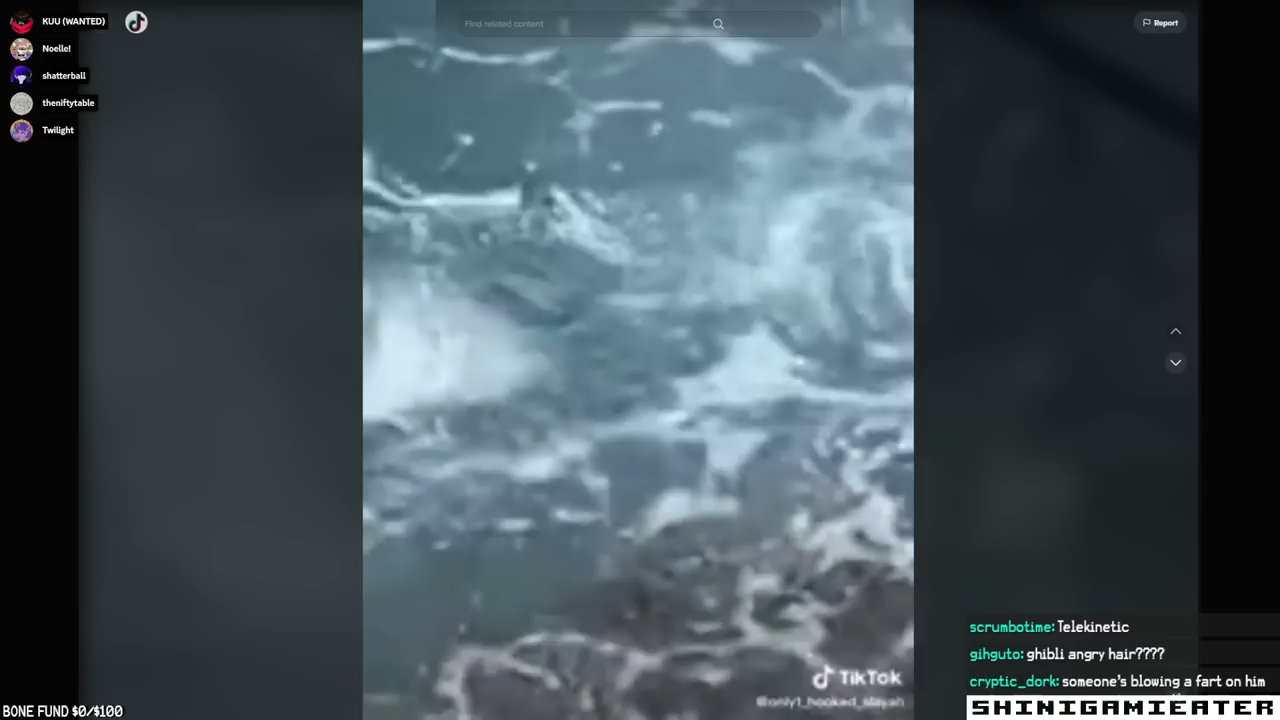 KUU (WANTED)
Noelle!
shatterball
theniftytable
Twilight
Find related content
Report
TikTok
scrumbotime: Telekinetic
gihguto: ghibli angry hair????
cryptic_dork: someone's blowing a fart on him
SHINIGAMIEATER
BONE FUND $0/$100